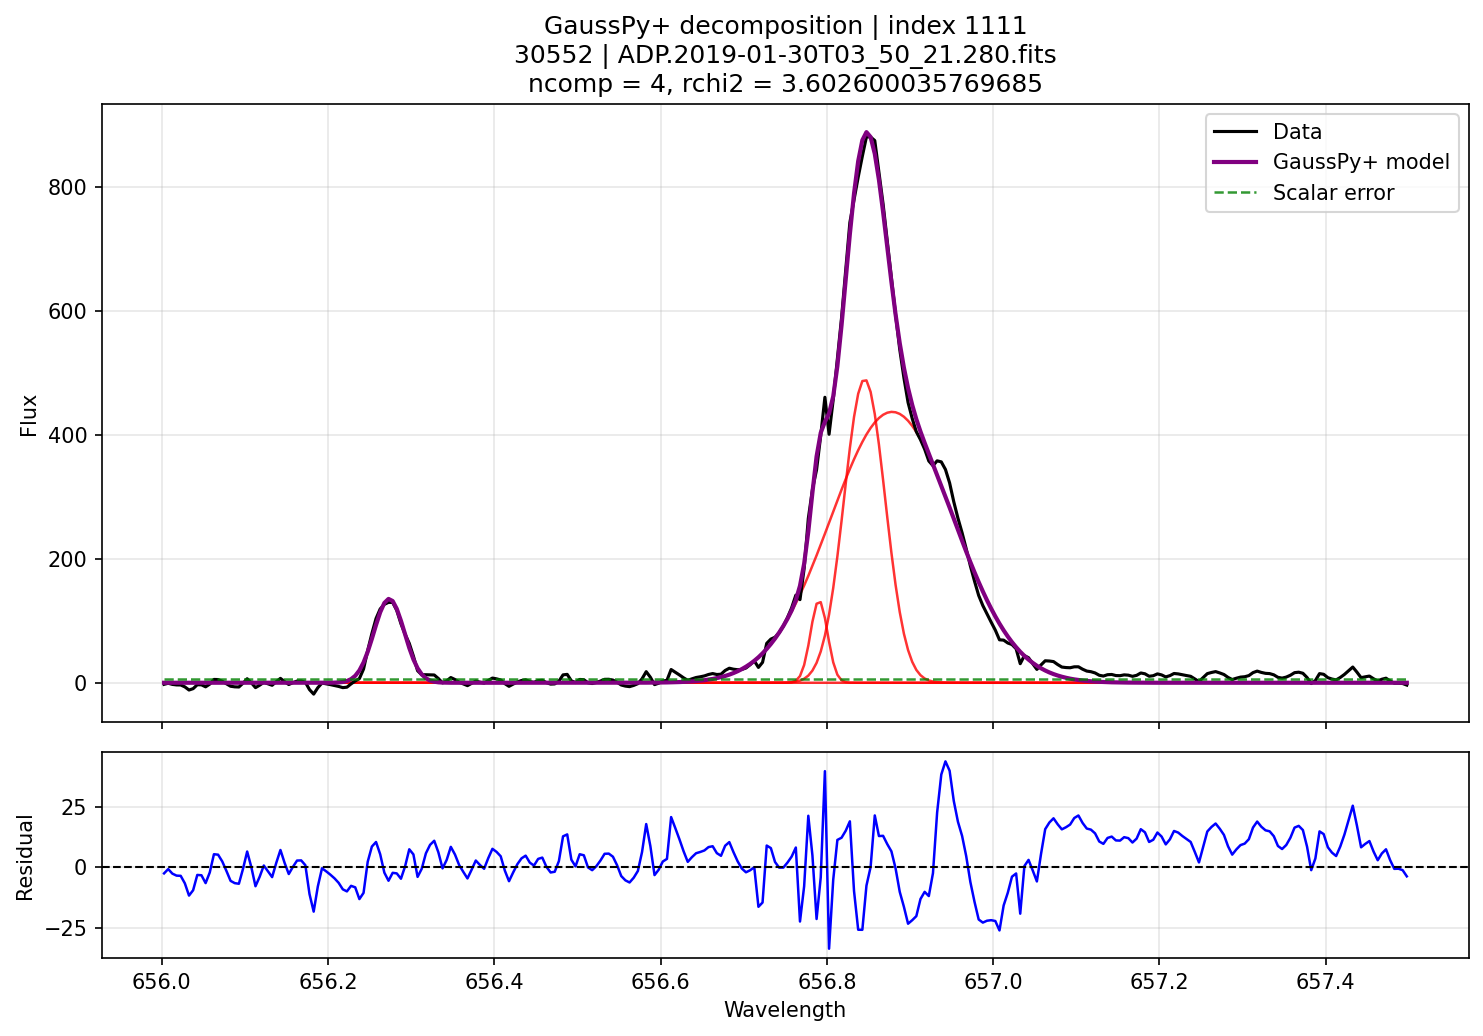 GaussPy+ decomposition | index 1111
30552 | ADP.2019-01-30T03_50_21.280.fits
ncomp = 4, rchi2 = 3.602600035769685
Data
GaussPy+ model
Scalar error
Flux
800
600
400
200
0
Residual
25
0
−25
656.0
656.2
656.4
656.6
656.8
657.0
657.2
657.4
Wavelength